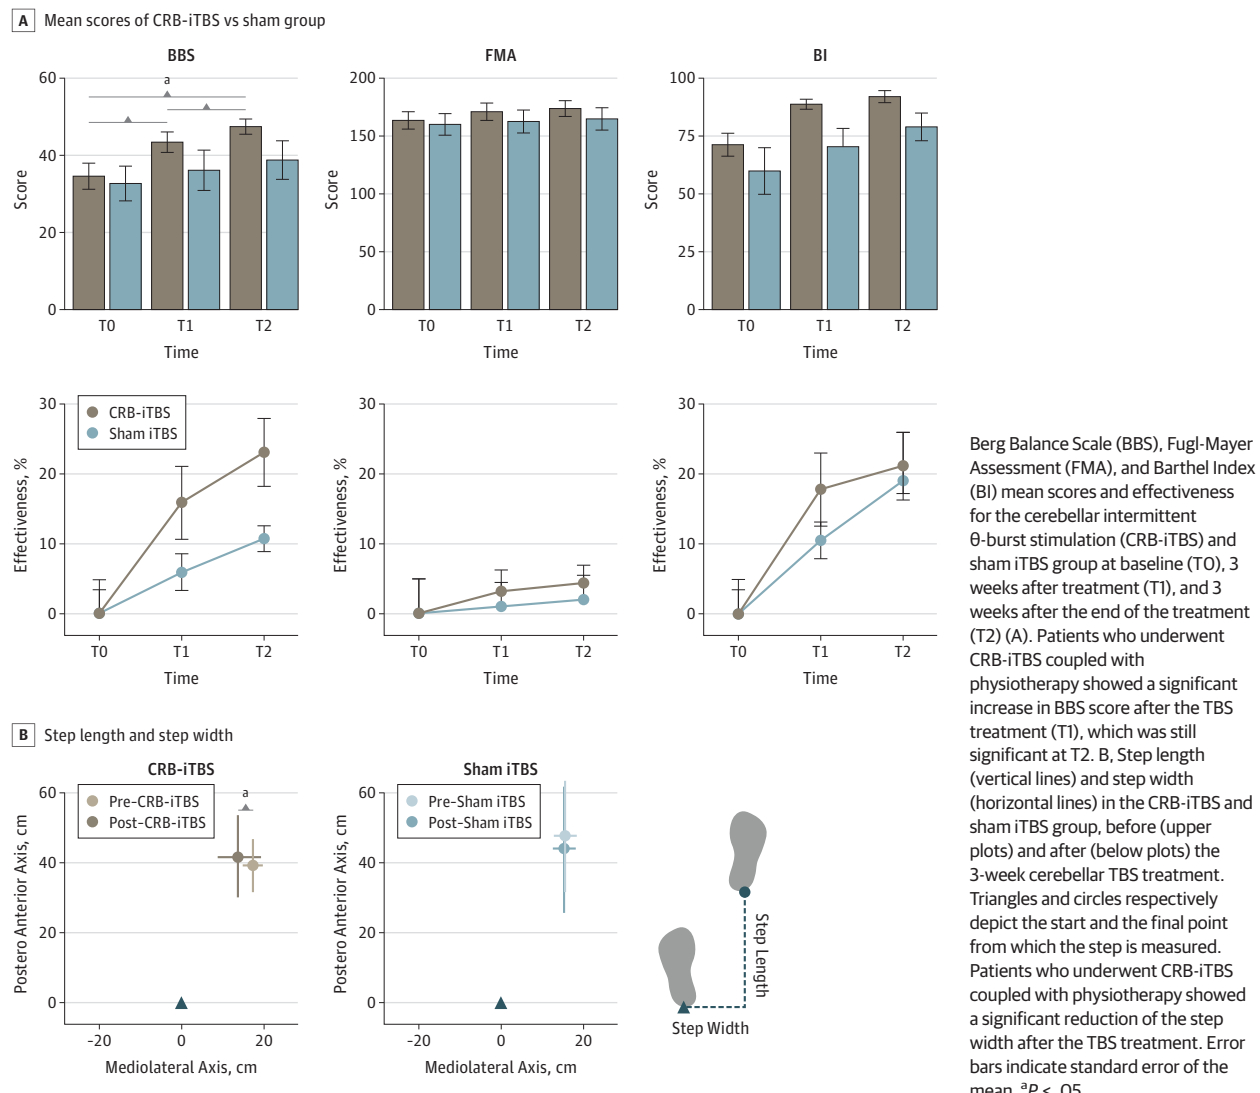 A Mean scores of CRB-iTBS vs sham group
BBS
60
40
20
0
Score
a
T0 T1 T2
Time
FMA
200
150
100
50
0
Score
T0 T1 T2
Time
BI
100
75
50
25
0
Score
T0 T1 T2
Time
30
20
10
0
Effectiveness, %
CRB-iTBS
Sham iTBS
T0 T1 T2
Time
30
20
10
0
Effectiveness, %
T0 T1 T2
Time
30
20
10
0
Effectiveness, %
T0 T1 T2
Time
B Step length and step width
CRB-iTBS
60
40
20
0
Postero Anterior Axis, cm
Pre-CRB-iTBS
Post-CRB-iTBS
a
-20 0 20
Mediolateral Axis, cm
Sham iTBS
60
40
20
0
Postero Anterior Axis, cm
Pre-Sham iTBS
Post-Sham iTBS
-20 0 20
Mediolateral Axis, cm
Step Length
Step Width
Berg Balance Scale (BBS), Fugl-Mayer
Assessment (FMA), and Barthel Index
(BI) mean scores and effectiveness
for the cerebellar intermittent
θ-burst stimulation (CRB-iTBS) and
sham iTBS group at baseline (T0), 3
weeks after treatment (T1), and 3
weeks after the end of the treatment
(T2) (A). Patients who underwent
CRB-iTBS coupled with
physiotherapy showed a significant
increase in BBS score after the TBS
treatment (T1), which was still
significant at T2. B, Step length
(vertical lines) and step width
(horizontal lines) in the CRB-iTBS and
sham iTBS group, before (upper
plots) and after (below plots) the
3-week cerebellar TBS treatment.
Triangles and circles respectively
depict the start and the final point
from which the step is measured.
Patients who underwent CRB-iTBS
coupled with physiotherapy showed
a significant reduction of the step
width after the TBS treatment. Error
bars indicate standard error of the
mean. ᵃP < .05